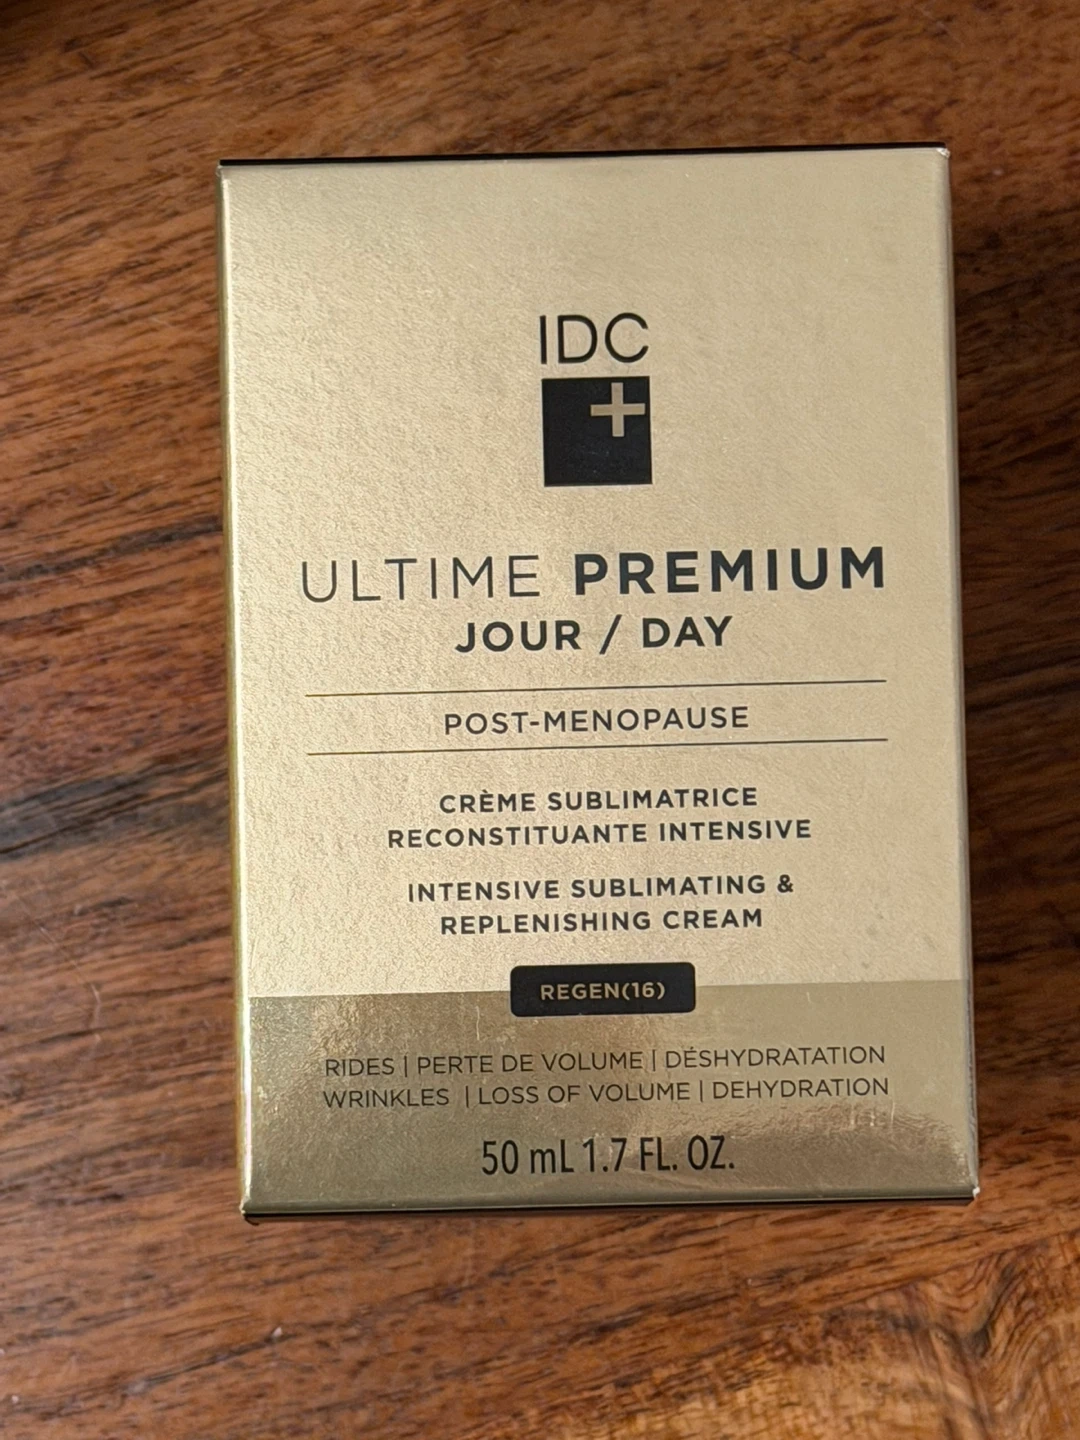 IDC
+
ULTIME PREMIUM
JOUR / DAY
POST-MENOPAUSE
CRÈME SUBLIMATRICE
RECONSTITUANTE INTENSIVE
INTENSIVE SUBLIMATING &
REPLENISHING CREAM
REGEN(16)
RIDES | PERTE DE VOLUME | DÉSHYDRATATION
WRINKLES | LOSS OF VOLUME | DEHYDRATION
50 mL 1.7 FL. OZ.